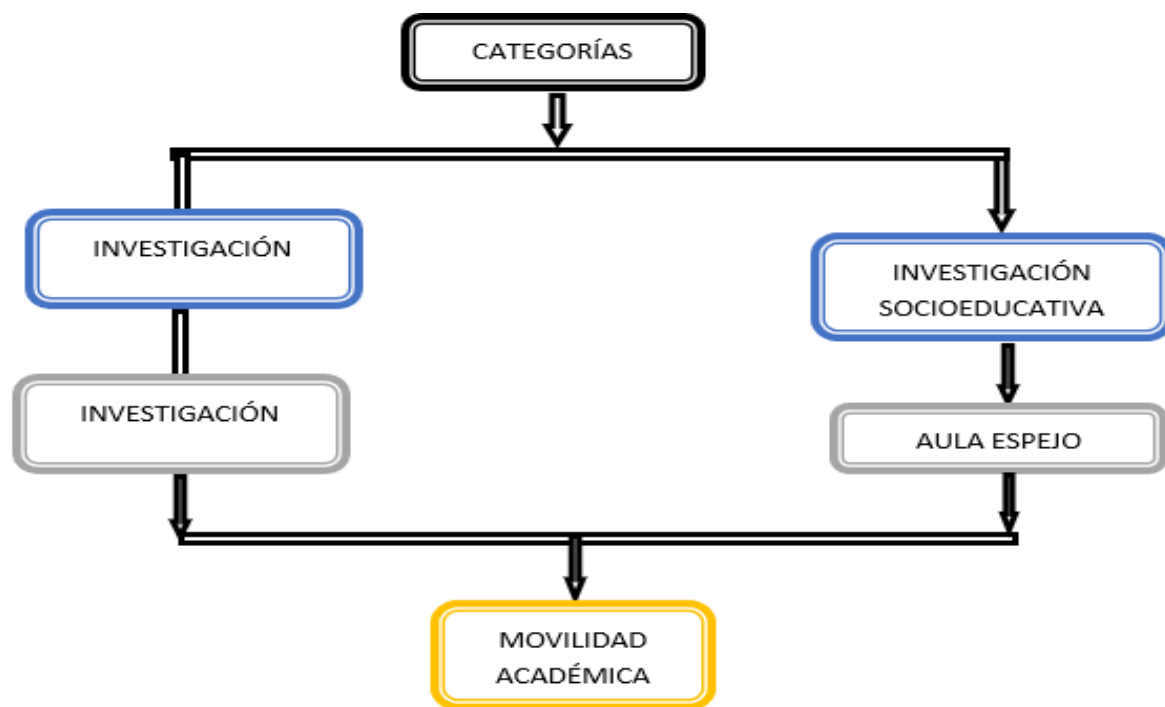 CATEGORÍAS
INVESTIGACIÓN
INVESTIGACIÓN
SOCIOEDUCATIVA
INVESTIGACIÓN
AULA ESPEJO
MOVILIDAD
ACADÉMICA